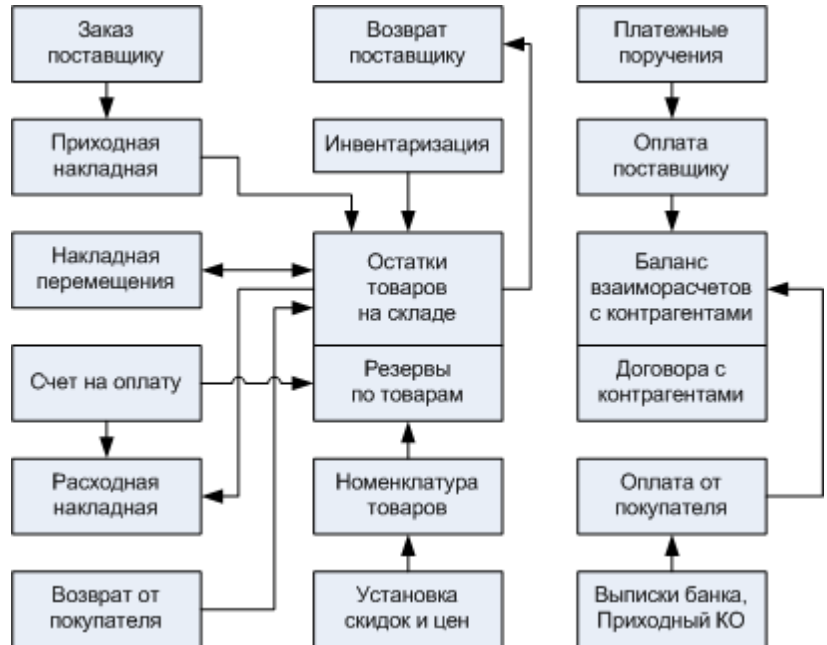 Заказ
поставщику
Возврат
поставщику
Платежные
поручения
Приходная
накладная
Инвентаризация
Оплата
поставщику
Накладная
перемещения
Остатки
товаров
на складе
Баланс
взаиморасчетов
с контрагентами
Счет на оплату
Резервы
по товарам
Договора с
контрагентами
Расходная
накладная
Номенклатура
товаров
Оплата от
покупателя
Возврат от
покупателя
Установка
скидок и цен
Выписки банка,
Приходный КО